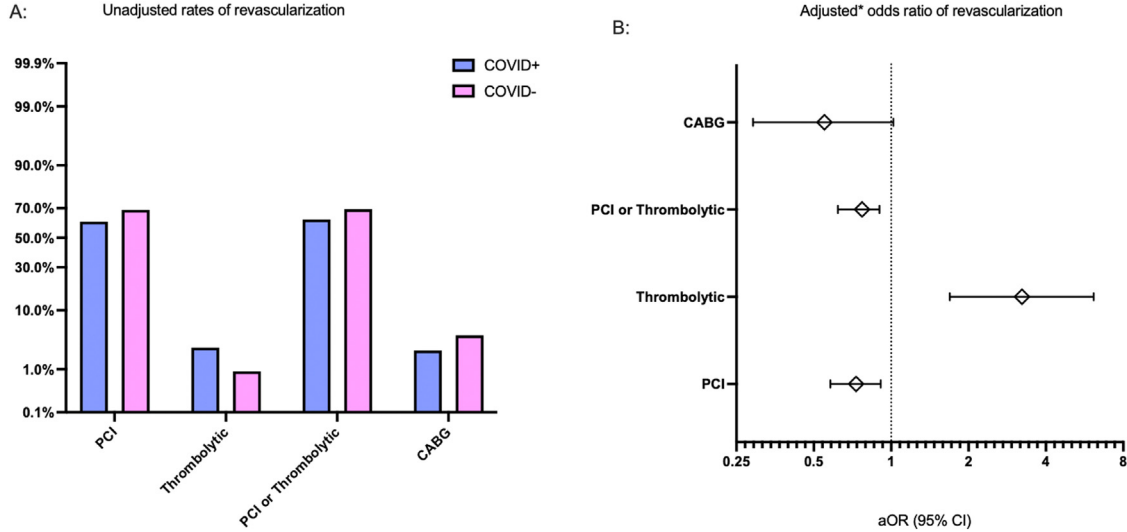 A:
Unadjusted rates of revascularization
COVID+
COVID-
99.9%
99.0%
90.0%
70.0%
50.0%
30.0%
10.0%
1.0%
0.1%
PCI
Thrombolytic
PCI or Thrombolytic
CABG
B:
Adjusted* odds ratio of revascularization
CABG
PCI or Thrombolytic
Thrombolytic
PCI
0.25 0.5 1 2 4 8
aOR (95% CI)